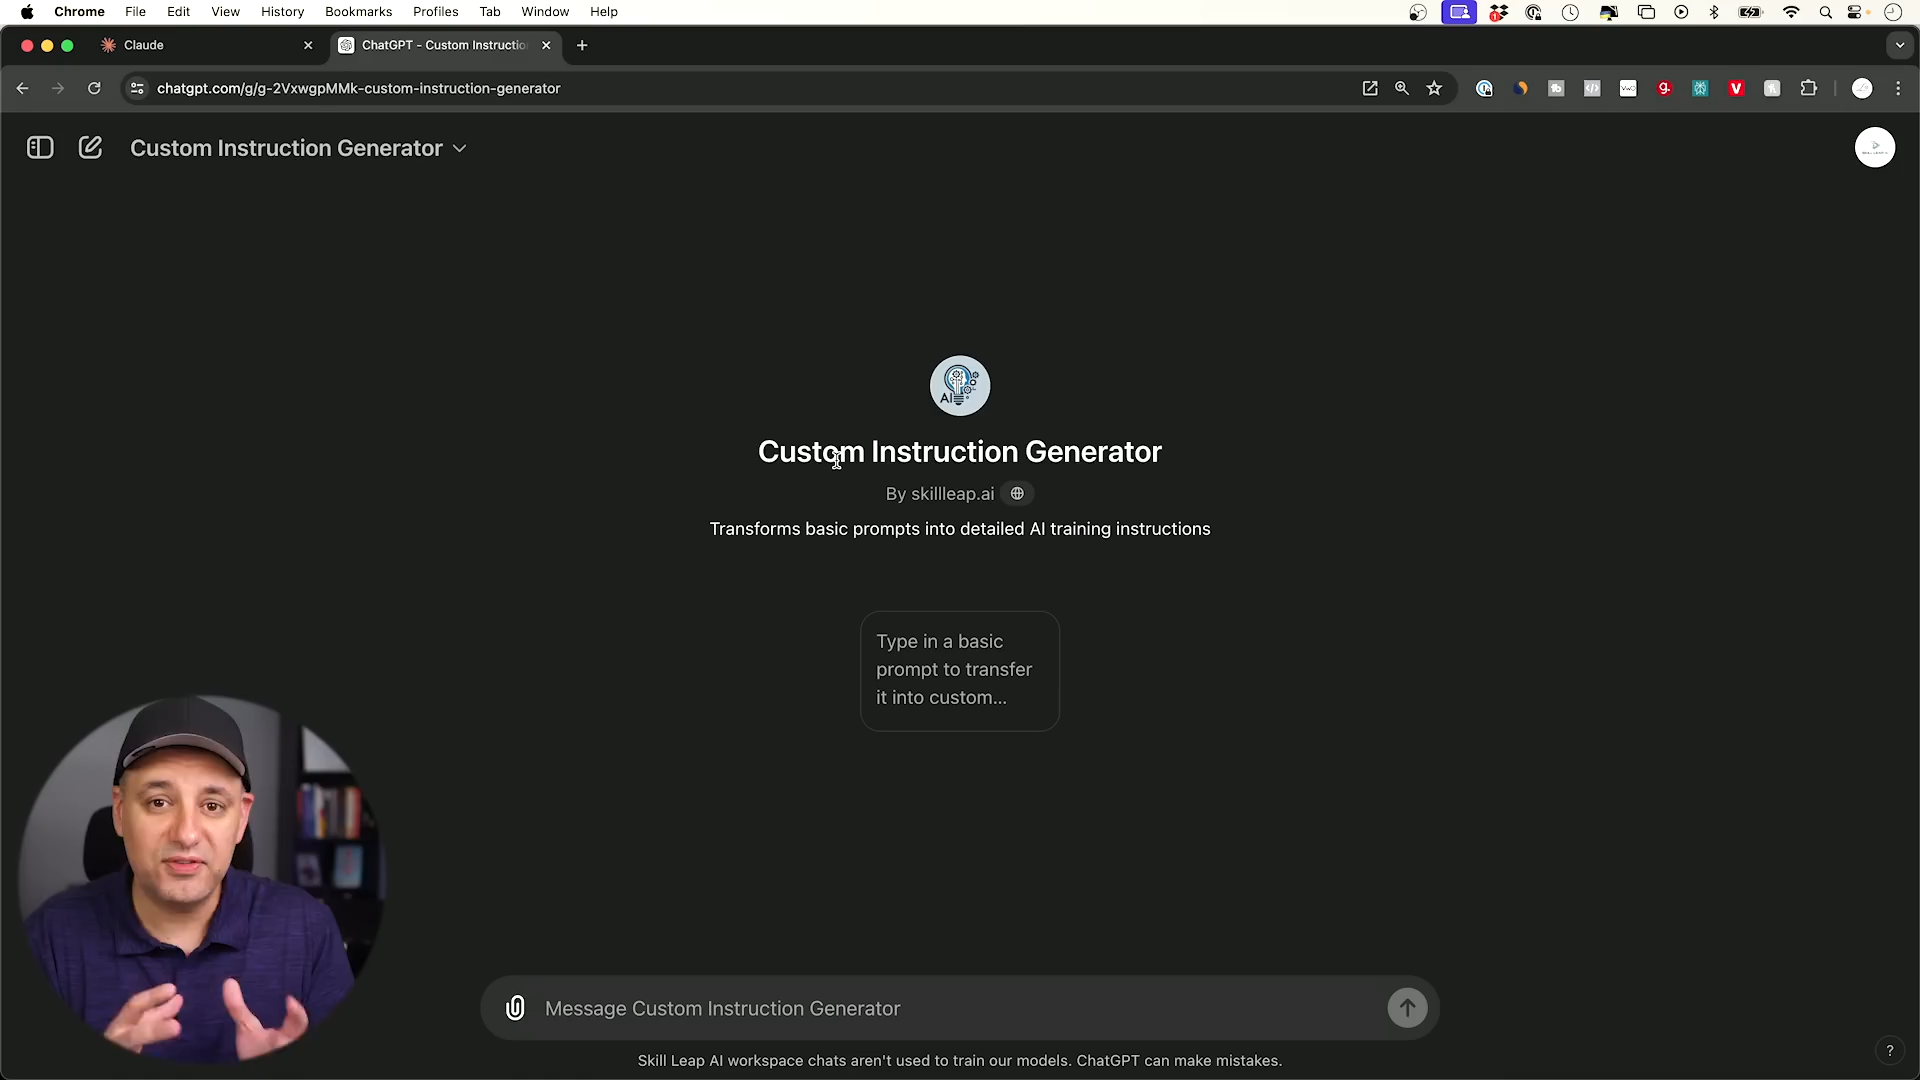 Chrome File Edit View History Bookmarks Profiles Tab Window Help
Claude
ChatGPT - Custom Instructio
chatgpt.com/g/g-2VxwgpMMk-custom-instruction-generator
Custom Instruction Generator
AI
Custom Instruction Generator
By skillleap.ai
Transforms basic prompts into detailed AI training instructions
Type in a basic
prompt to transfer
it into custom...
Message Custom Instruction Generator
Skill Leap AI workspace chats aren't used to train our models. ChatGPT can make mistakes.
?